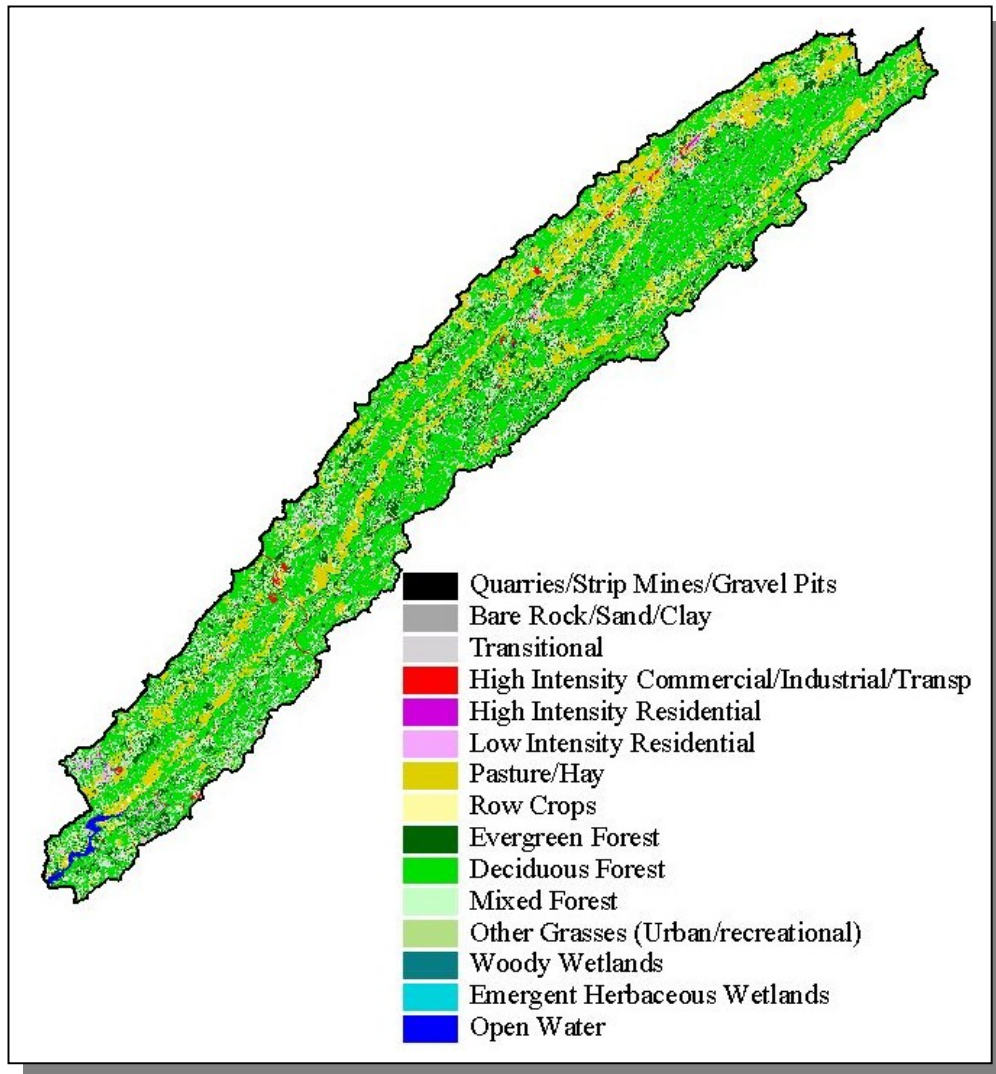 Quarries/Strip Mines/Gravel Pits
Bare Rock/Sand/Clay
Transitional
High Intensity Commercial/Industrial/Transp
High Intensity Residential
Low Intensity Residential
Pasture/Hay
Row Crops
Evergreen Forest
Deciduous Forest
Mixed Forest
Other Grasses (Urban/recreational)
Woody Wetlands
Emergent Herbaceous Wetlands
Open Water